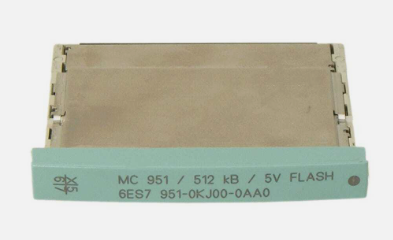 MC 951 / 512 kB / 5V FLASH
6ES7 951-0KJ00-0AA0